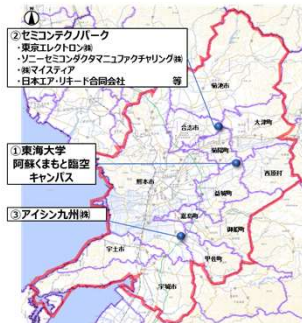 ②セミコンテクノパーク
・東京エレクトロン㈱
・ソニーセミコンダクタマニュファクチャリング㈱
・㈱マイスティア
・日本エア・リキード合同会社 等
①東海大学
阿蘇くまもと臨空
キャンパス
③アイシン九州㈱
菊池市
合志市
大津町
菊陽町
西原村
熊本市
益城町
嘉島町
御船町
宇土市
甲佐町
宇城市